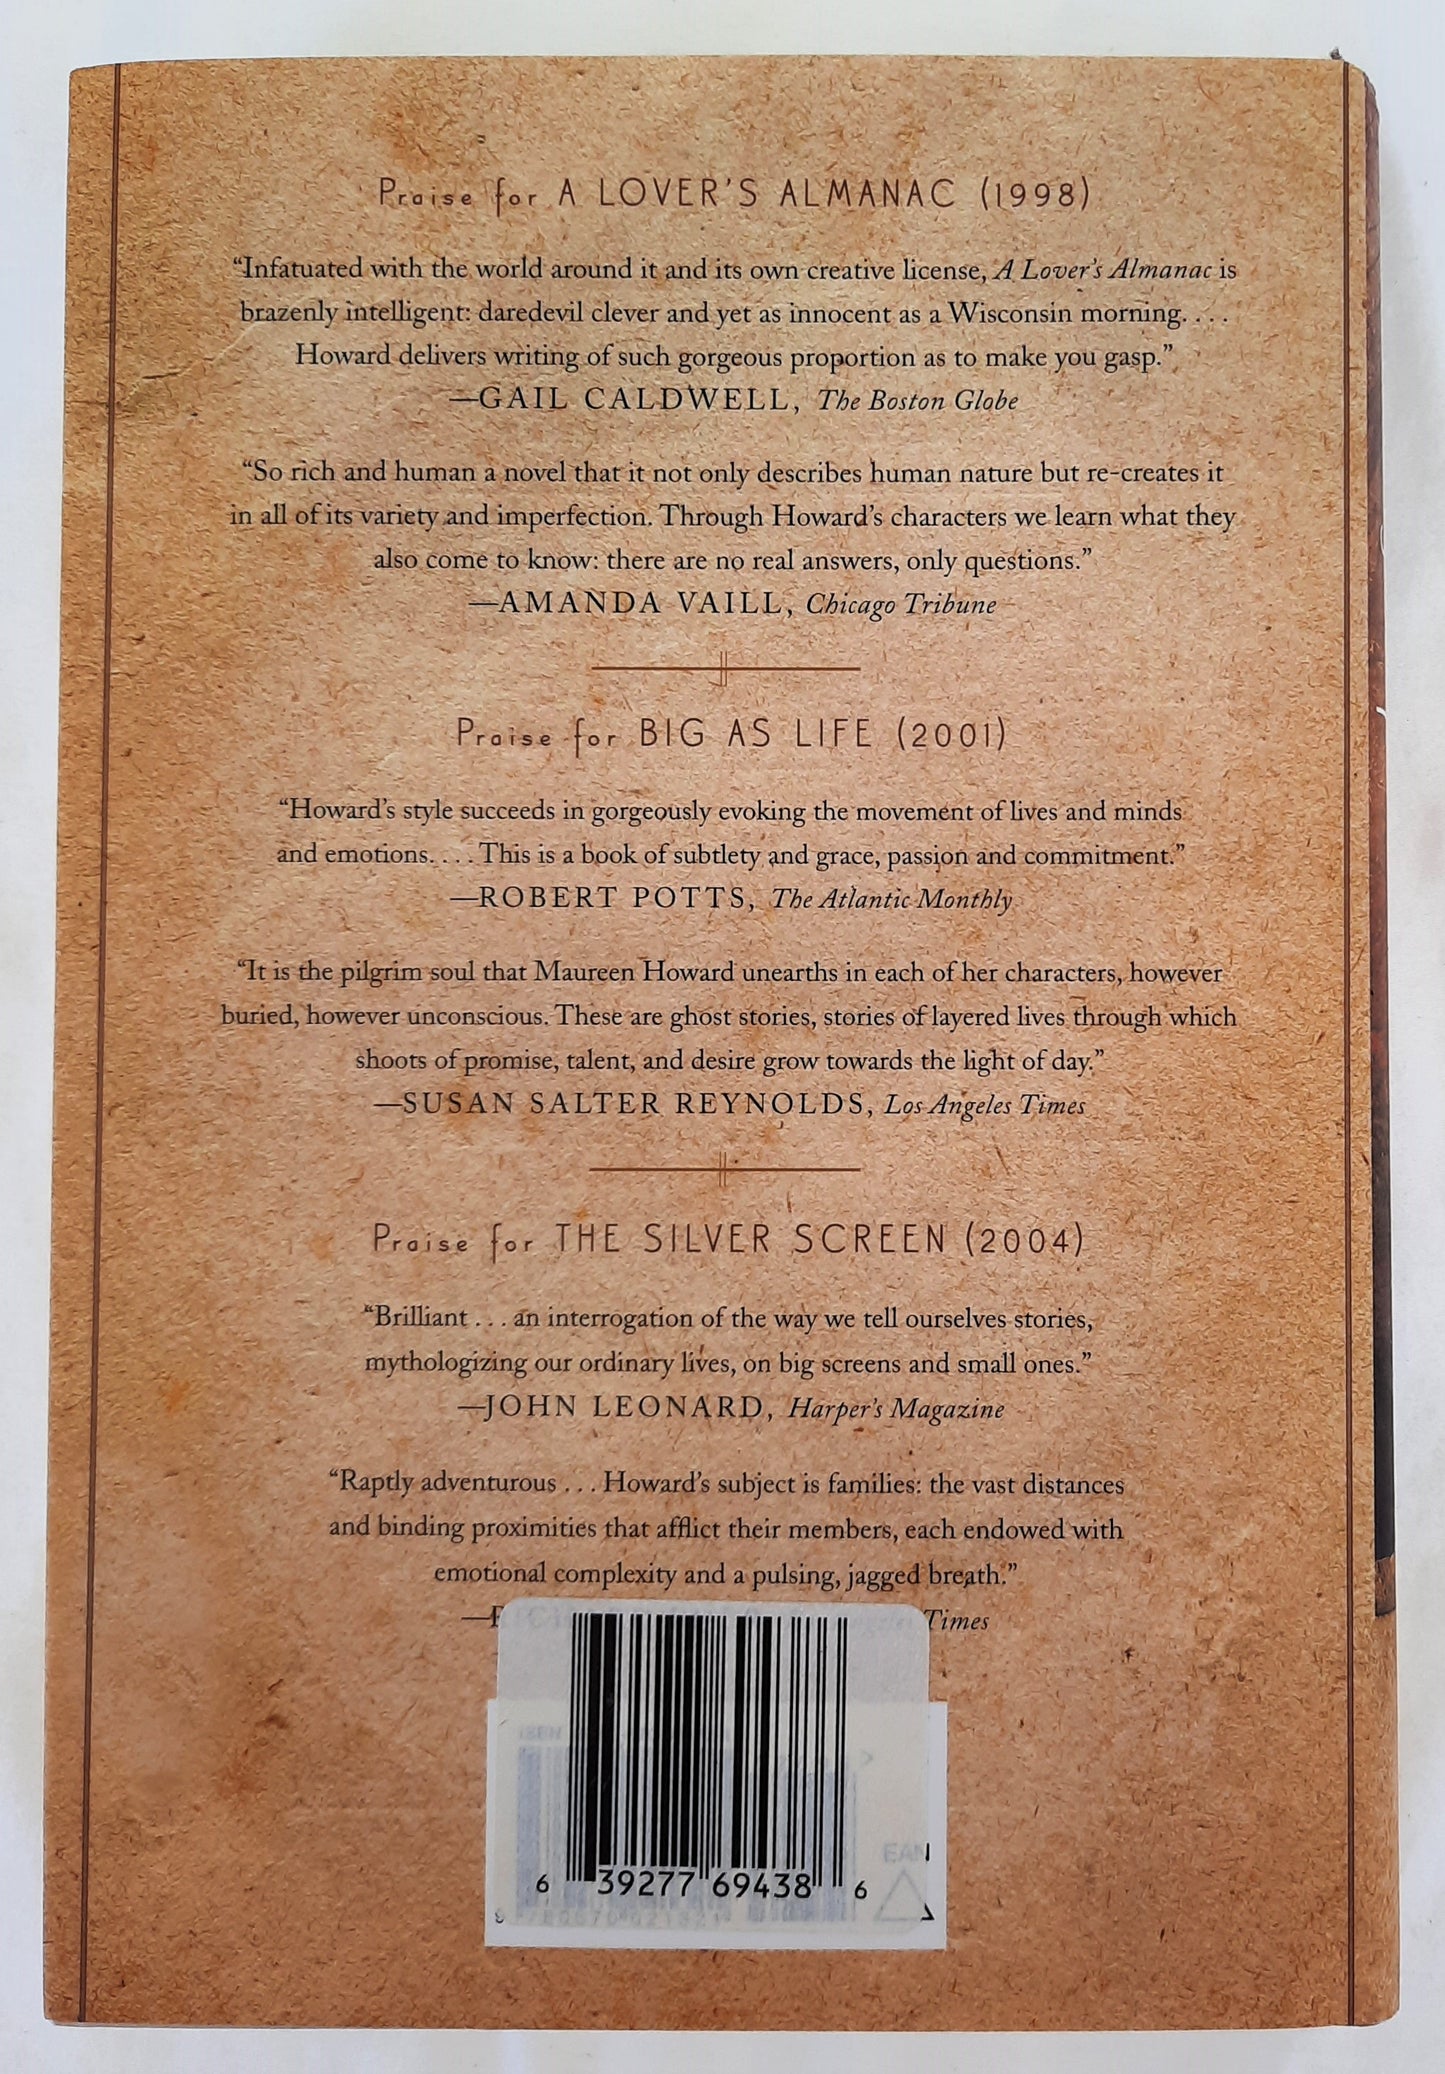 Praise for A LOVER'S ALMANAC (1998)
“Infatuated with the world around it and its own creative license, A Lover's Almanac is
brazenly intelligent: daredevil clever and yet as innocent as a Wisconsin morning. . . .
Howard delivers writing of such gorgeous proportion as to make you gasp.”
—GAIL CALDWELL, The Boston Globe
“So rich and human a novel that it not only describes human nature but re-creates it
in all of its variety and imperfection. Through Howard's characters we learn what they
also come to know: there are no real answers, only questions.”
—AMANDA VAILL, Chicago Tribune
Praise for BIG AS LIFE (2001)
“Howard's style succeeds in gorgeously evoking the movement of lives and minds
and emotions. . . . This is a book of subtlety and grace, passion and commitment.”
—ROBERT POTTS, The Atlantic Monthly
“It is the pilgrim soul that Maureen Howard unearths in each of her characters, however
buried, however unconscious. These are ghost stories, stories of layered lives through which
shoots of promise, talent, and desire grow towards the light of day.”
—SUSAN SALTER REYNOLDS, Los Angeles Times
Praise for THE SILVER SCREEN (2004)
“Brilliant . . . an interrogation of the way we tell ourselves stories,
mythologizing our ordinary lives, on big screens and small ones.”
—JOHN LEONARD, Harper's Magazine
“Raptly adventurous . . . Howard's subject is families: the vast distances
and binding proximities that afflict their members, each endowed with
emotional complexity and a pulsing, jagged breath.”
Times
ISBN
EAN
6 39277 69438 6